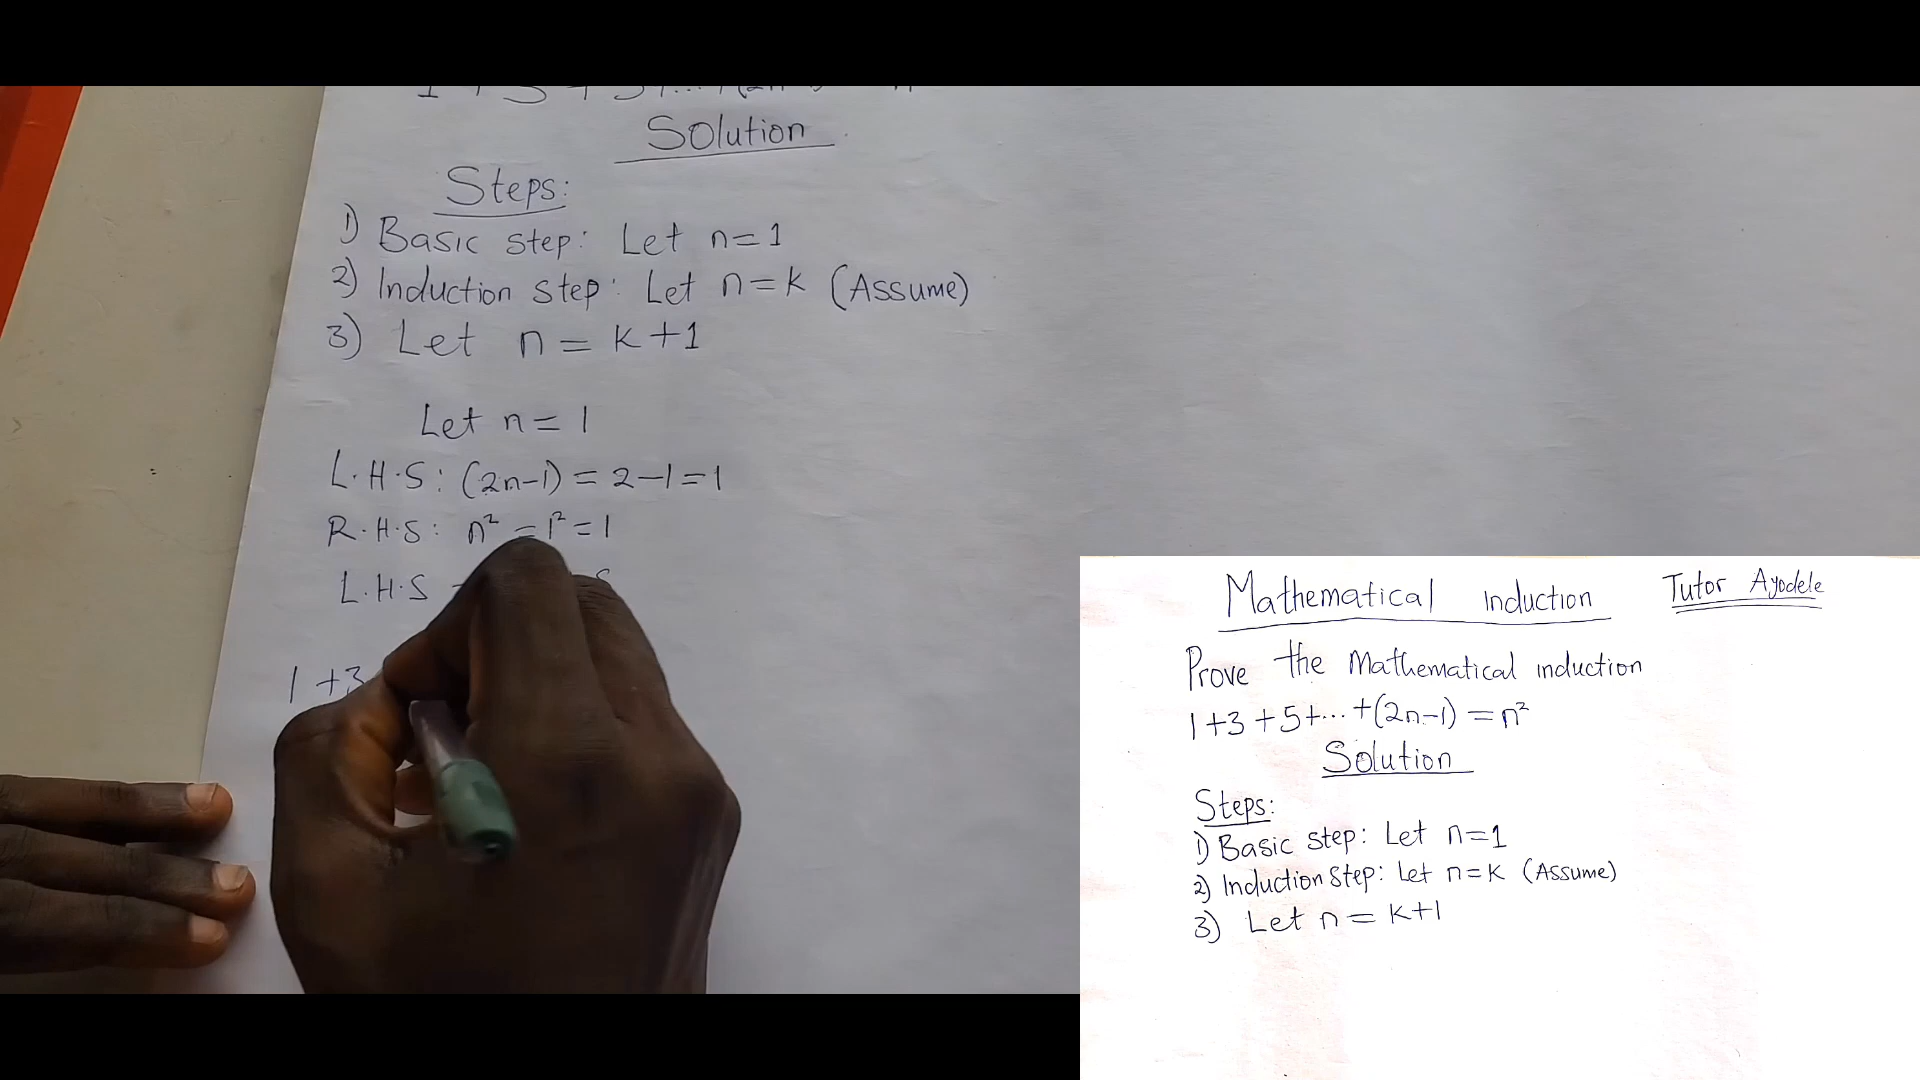 Solution
Steps:
1) Basic step: Let n=1
2) Induction step: Let n=k (Assume)
3) Let n = k+1
Let n = 1
L.H.S: (2n-1) = 2-1=1
R.H.S: n² = 1² = 1
L.H.S
1 +3
Mathematical induction Tutor Ayodele
Prove the Mathematical induction
1+3+5+...+(2n-1) = n²
Solution
Steps:
1) Basic step: Let n=1
2) Induction step: Let n=k (Assume)
3) Let n = k+1